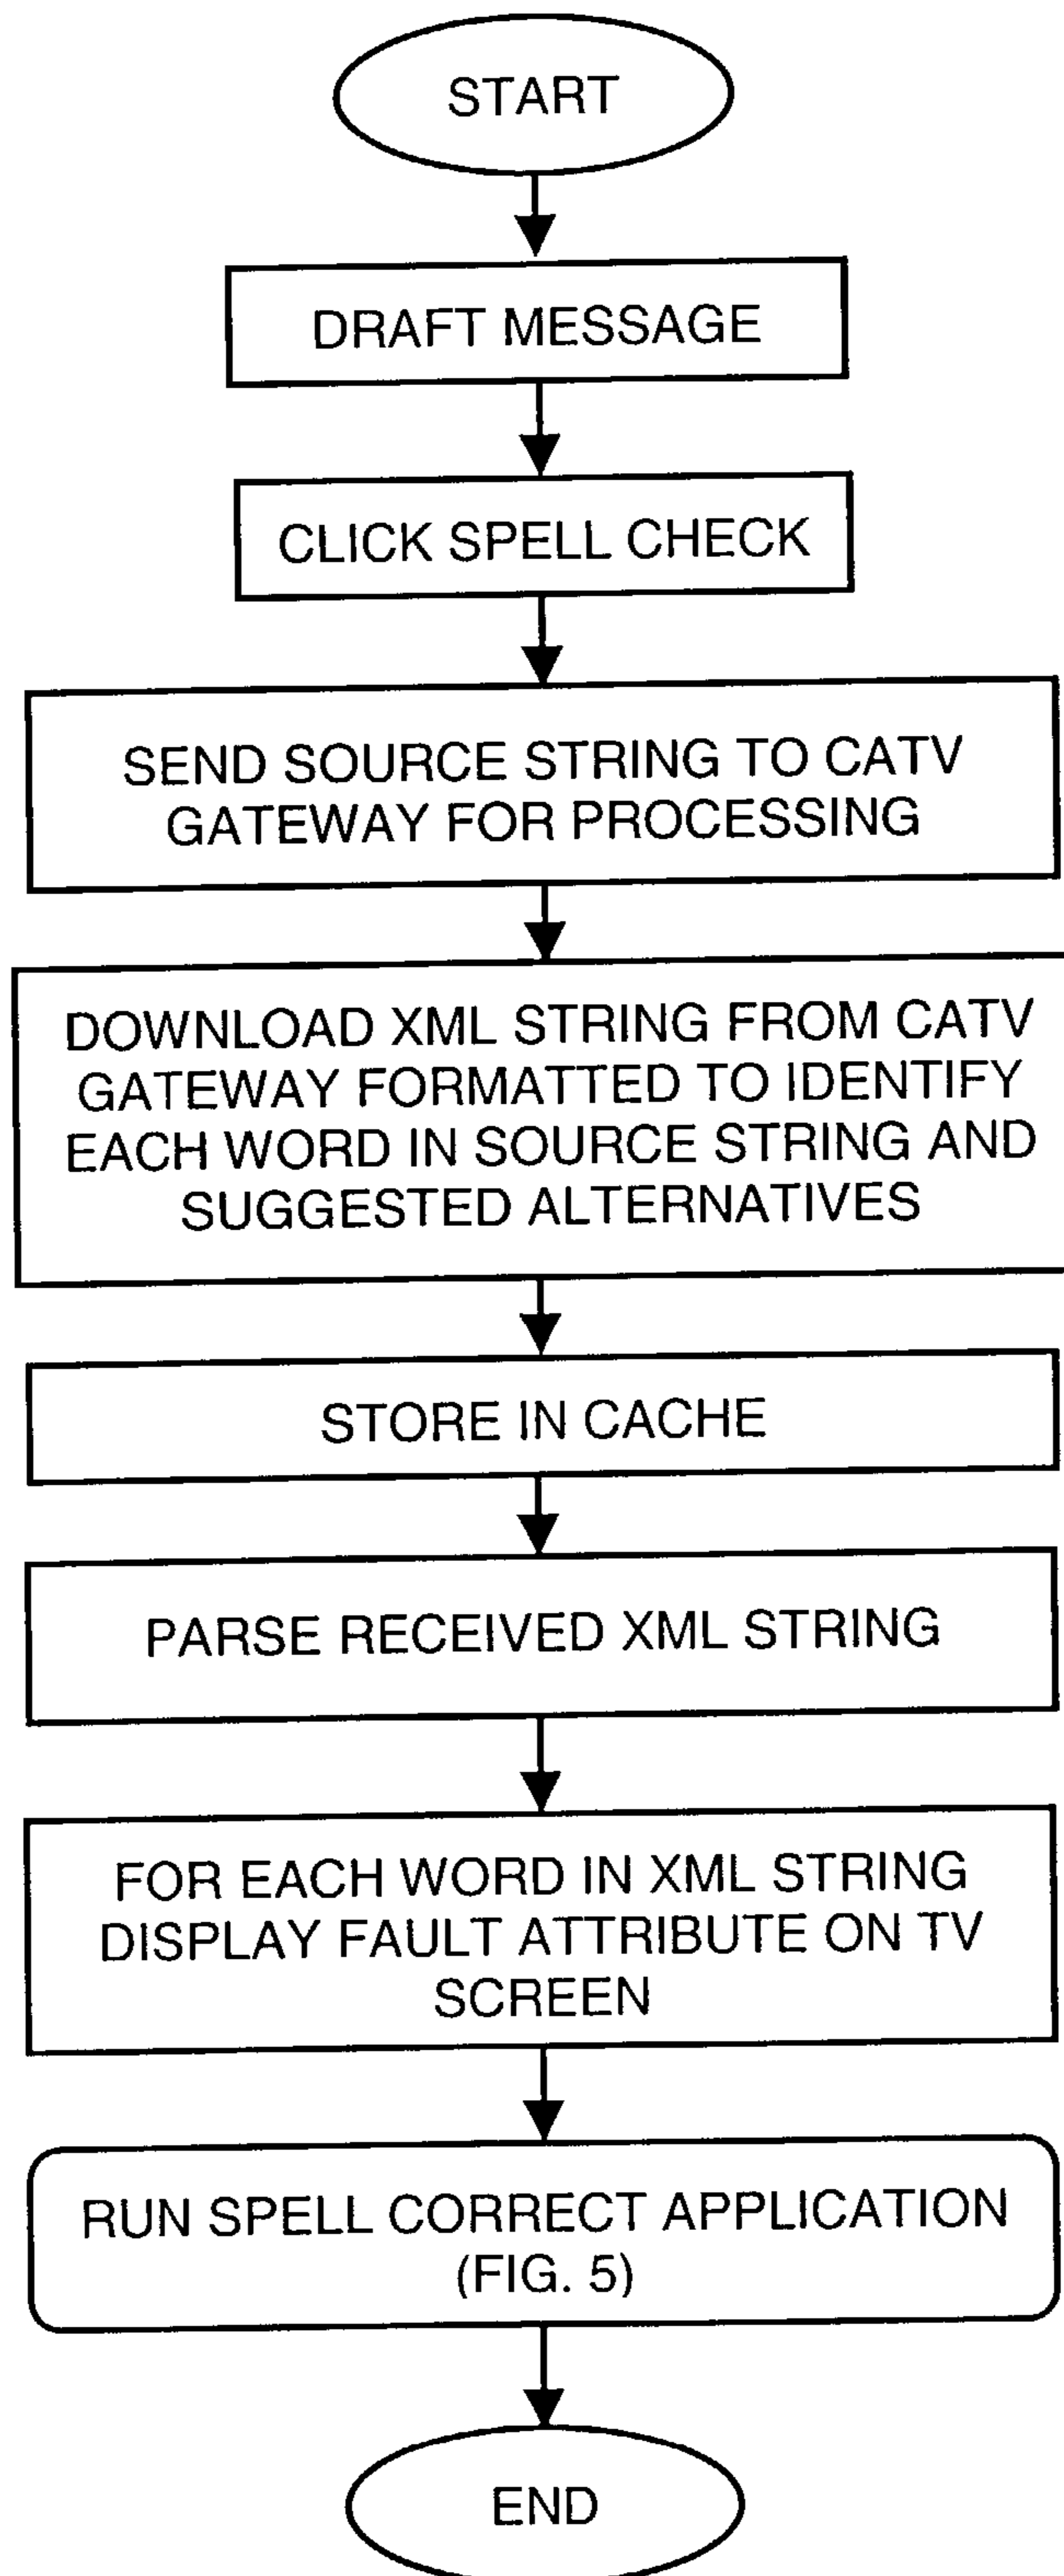 START
DRAFT MESSAGE
CLICK SPELL CHECK
SEND SOURCE STRING TO CATV
GATEWAY FOR PROCESSING
DOWNLOAD XML STRING FROM CATV
GATEWAY FORMATTED TO IDENTIFY
EACH WORD IN SOURCE STRING AND
SUGGESTED ALTERNATIVES
STORE IN CACHE
PARSE RECEIVED XML STRING
FOR EACH WORD IN XML STRING
DISPLAY FAULT ATTRIBUTE ON TV
SCREEN
RUN SPELL CORRECT APPLICATION
(FIG. 5)
END